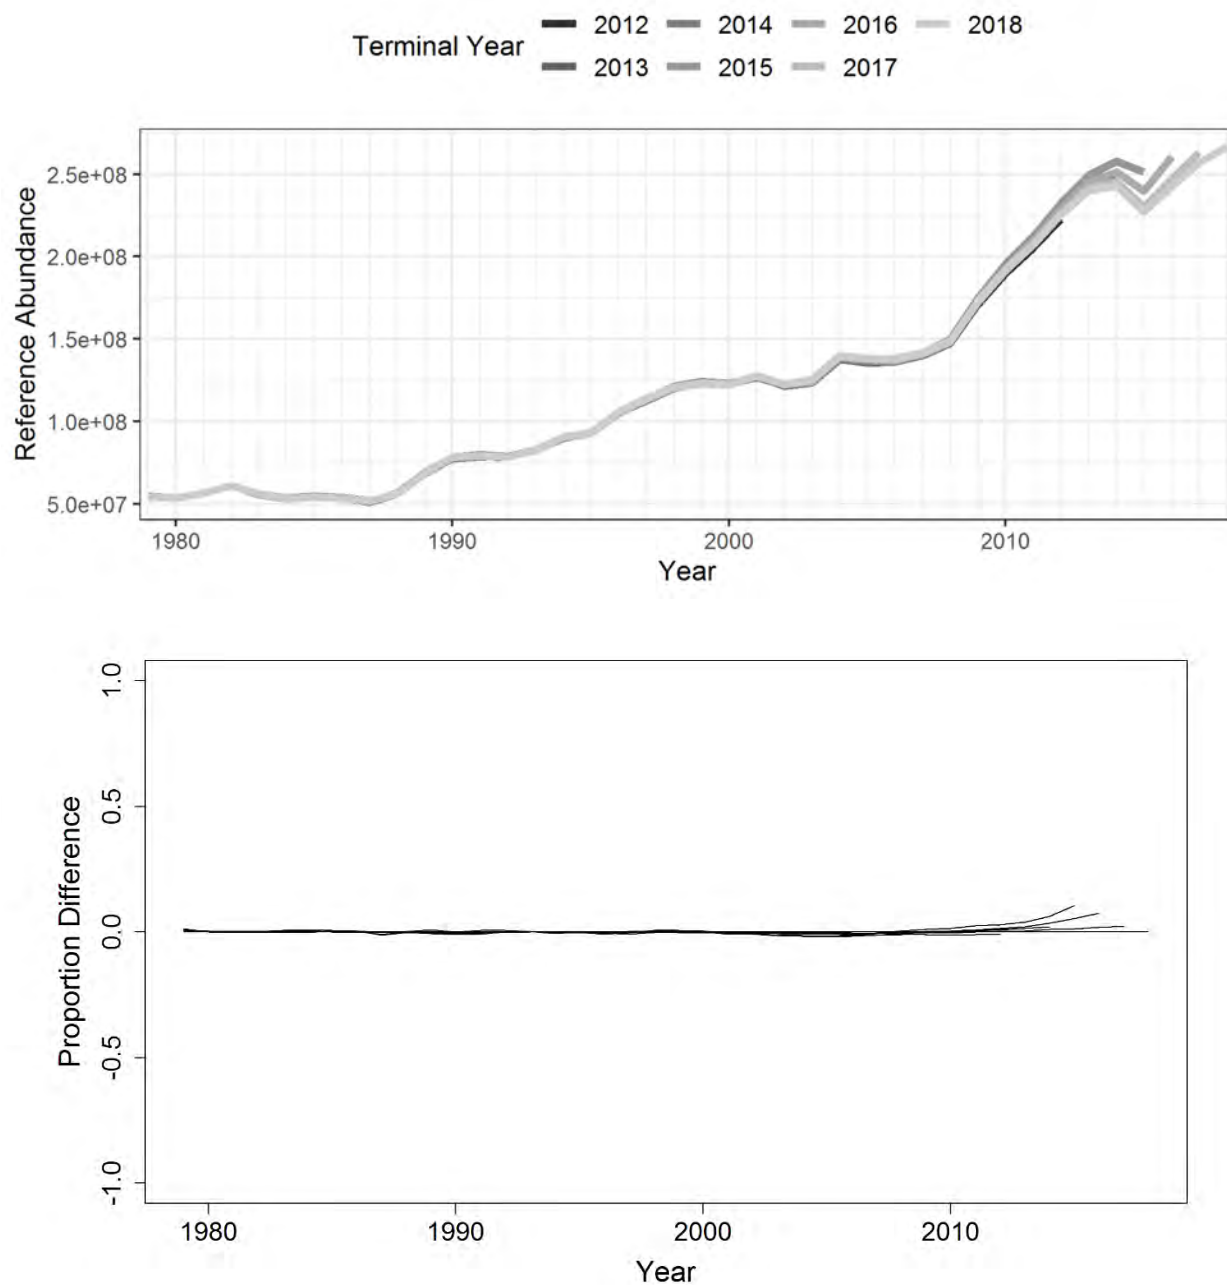 Terminal Year
2012 2014 2016 2018
2013 2015 2017
Reference Abundance
2.5e+08
2.0e+08
1.5e+08
1.0e+08
5.0e+07
1980 1990 2000 2010
Year
Proportion Difference
1.0
0.5
0.0
-0.5
-1.0
1980 1990 2000 2010
Year